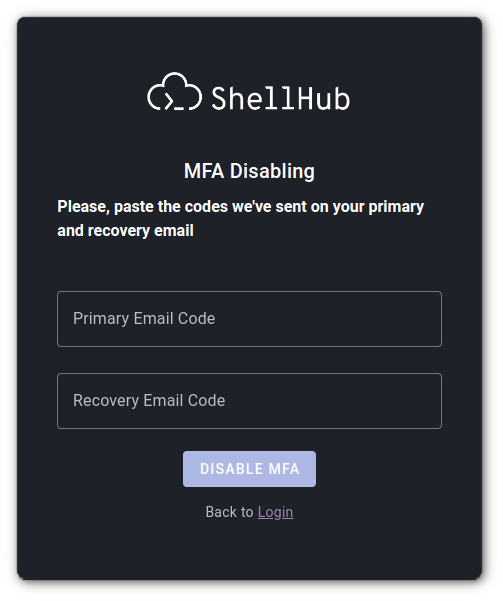 ShellHub
MFA Disabling
Please, paste the codes we've sent on your primary
and recovery email
Primary Email Code
Recovery Email Code
DISABLE MFA
Back to Login